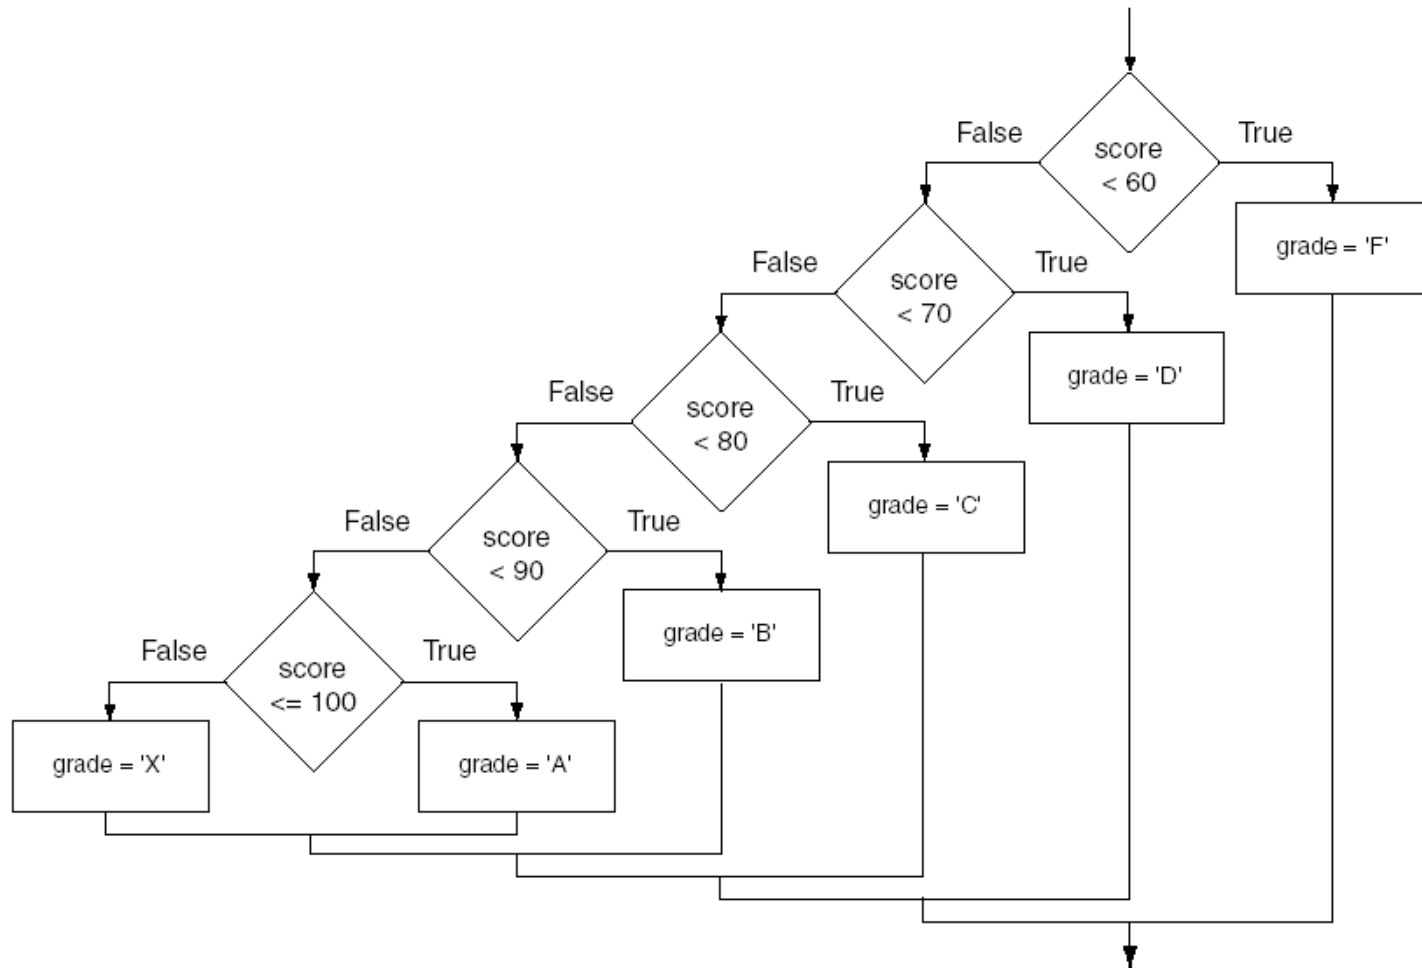 False
True
score
< 60
grade = 'F'
False
True
score
< 70
grade = 'D'
False
True
score
< 80
grade = 'C'
False
True
score
< 90
grade = 'B'
False
True
score
<= 100
grade = 'X'
grade = 'A'